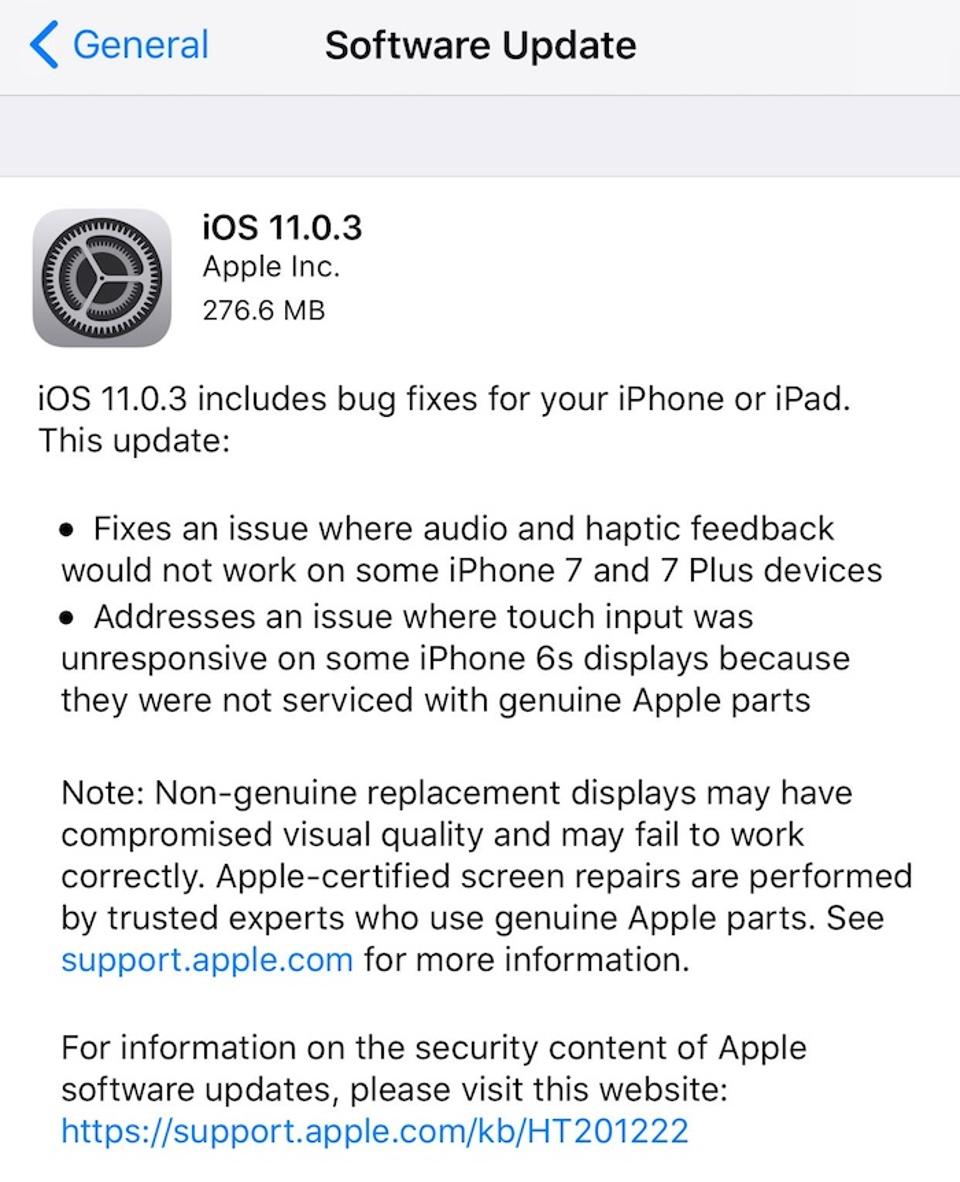 General
Software Update
iOS 11.0.3
Apple Inc.
276.6 MB
iOS 11.0.3 includes bug fixes for your iPhone or iPad.
This update:
• Fixes an issue where audio and haptic feedback
would not work on some iPhone 7 and 7 Plus devices
• Addresses an issue where touch input was
unresponsive on some iPhone 6s displays because
they were not serviced with genuine Apple parts
Note: Non-genuine replacement displays may have
compromised visual quality and may fail to work
correctly. Apple-certified screen repairs are performed
by trusted experts who use genuine Apple parts. See
support.apple.com for more information.
For information on the security content of Apple
software updates, please visit this website:
https://support.apple.com/kb/HT201222